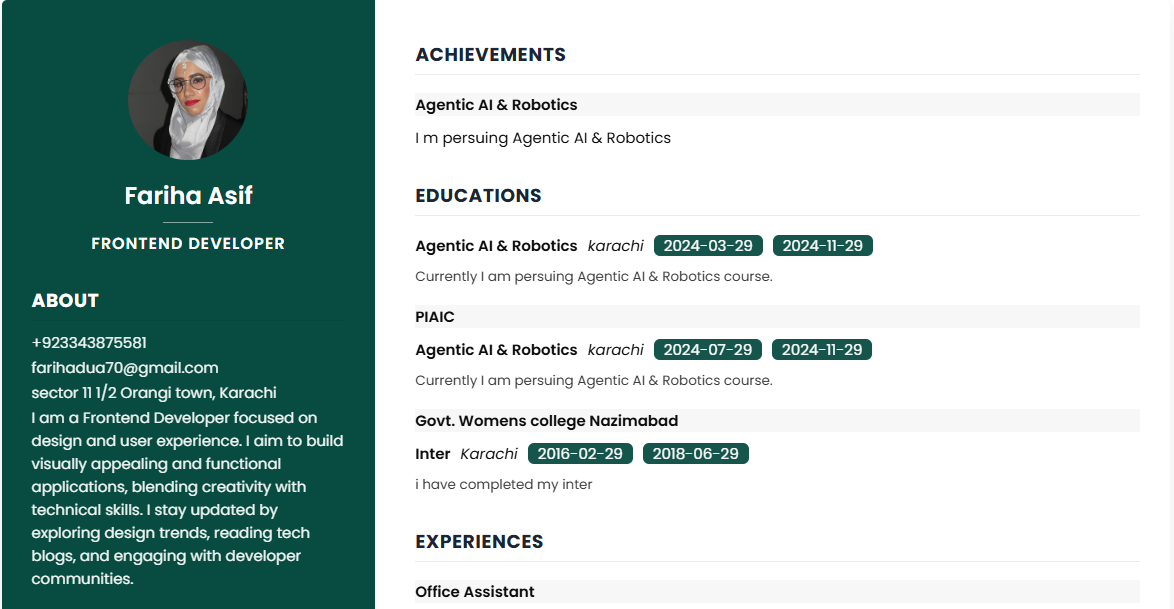 Fariha Asif
FRONTEND DEVELOPER
ABOUT
+923343875581
farihadua70@gmail.com
sector 11 1/2 Orangi town, Karachi
I am a Frontend Developer focused on
design and user experience. I aim to build
visually appealing and functional
applications, blending creativity with
technical skills. I stay updated by
exploring design trends, reading tech
blogs, and engaging with developer
communities.
ACHIEVEMENTS
Agentic AI & Robotics
I m persuing Agentic AI & Robotics
EDUCATIONS
Agentic AI & Robotics karachi 2024-03-29 2024-11-29
Currently I am persuing Agentic AI & Robotics course.
PIAIC
Agentic AI & Robotics karachi 2024-07-29 2024-11-29
Currently I am persuing Agentic AI & Robotics course.
Govt. Womens college Nazimabad
Inter Karachi 2016-02-29 2018-06-29
i have completed my inter
EXPERIENCES
Office Assistant